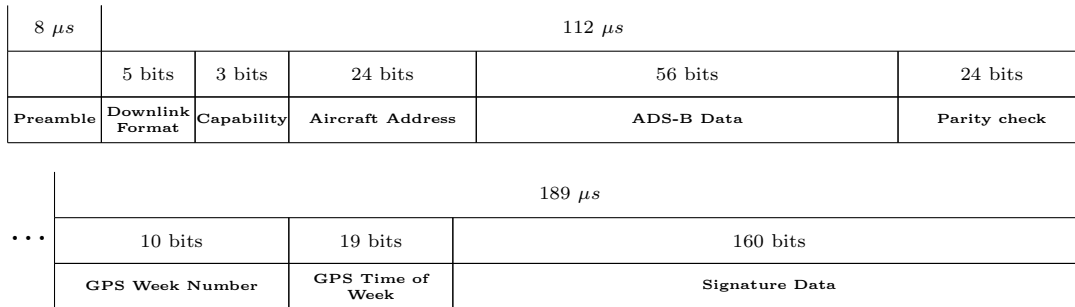 8 μs 112 μs
5 bits 3 bits 24 bits 56 bits 24 bits
Preamble Downlink Format Capability Aircraft Address ADS-B Data Parity check
189 μs
... 10 bits 19 bits 160 bits
GPS Week Number GPS Time of Week Signature Data